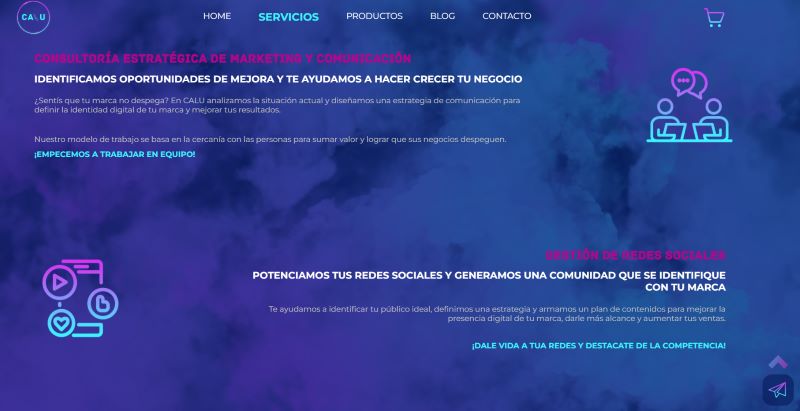 CALU
HOME
SERVICIOS
PRODUCTOS
BLOG
CONTACTO
CONSULTORÍA ESTRATÉGICA DE MARKETING Y COMUNICACIÓN
IDENTIFICAMOS OPORTUNIDADES DE MEJORA Y TE AYUDAMOS A HACER CRECER TU NEGOCIO
¿Sentís que tu marca no despega? En CALU analizamos la situación actual y diseñamos una estrategia de comunicación para
definir la identidad digital de tu marca y mejorar tus resultados.
Nuestro modelo de trabajo se basa en la cercanía con las personas para sumar valor y lograr que sus negocios despeguen.
¡EMPECEMOS A TRABAJAR EN EQUIPO!
GESTIÓN DE REDES SOCIALES
POTENCIAMOS TUS REDES SOCIALES Y GENERAMOS UNA COMUNIDAD QUE SE IDENTIFIQUE
CON TU MARCA
Te ayudamos a identificar tu público ideal, definimos una estrategia y armamos un plan de contenidos para mejorar la
presencia digital de tu marca, darle más alcance y aumentar tus ventas.
¡DALE VIDA A TUA REDES Y DESTACATE DE LA COMPETENCIA!